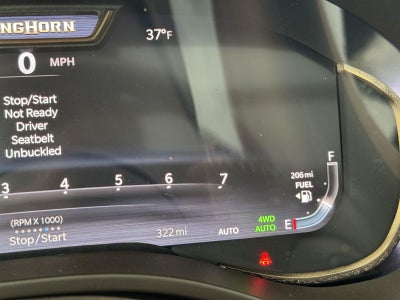 NGHORN
37°F
0 MPH
Stop/Start
Not Ready
Driver
Seatbelt
Unbuckled
206 mi
FUEL
F
3 4 5 6 7
(RPM X 1000)
Stop/Start
322 mi
AUTO
4WD
AUTO
E